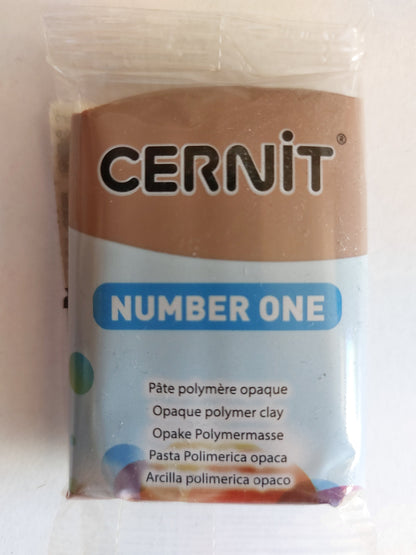 CERNiT®
NUMBER ONE
Pâte polymère opaque
Opaque polymer clay
Opake Polymermasse
Pasta Polimerica opaca
Arcilla polimerica opaco